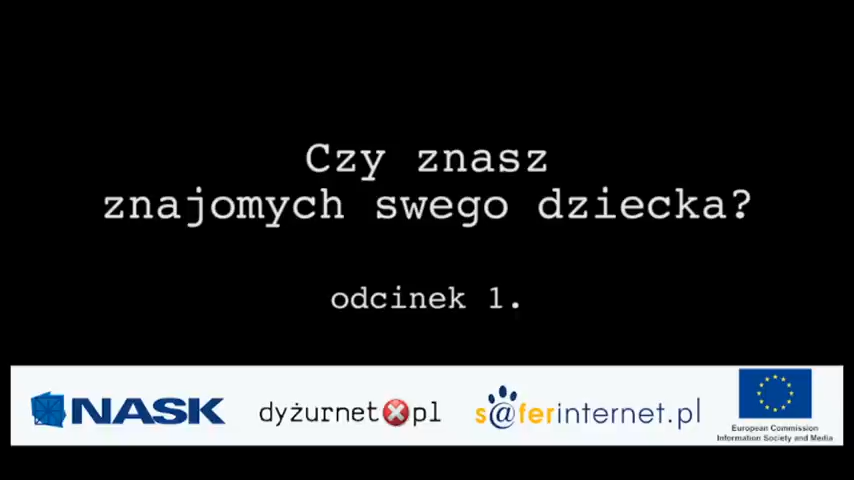 Czy znasz
znajomych swego dziecka?
odcinek 1.
NASK
dyżurnet pl
s@ferinternet.pl
European Commission
Information Society and Media